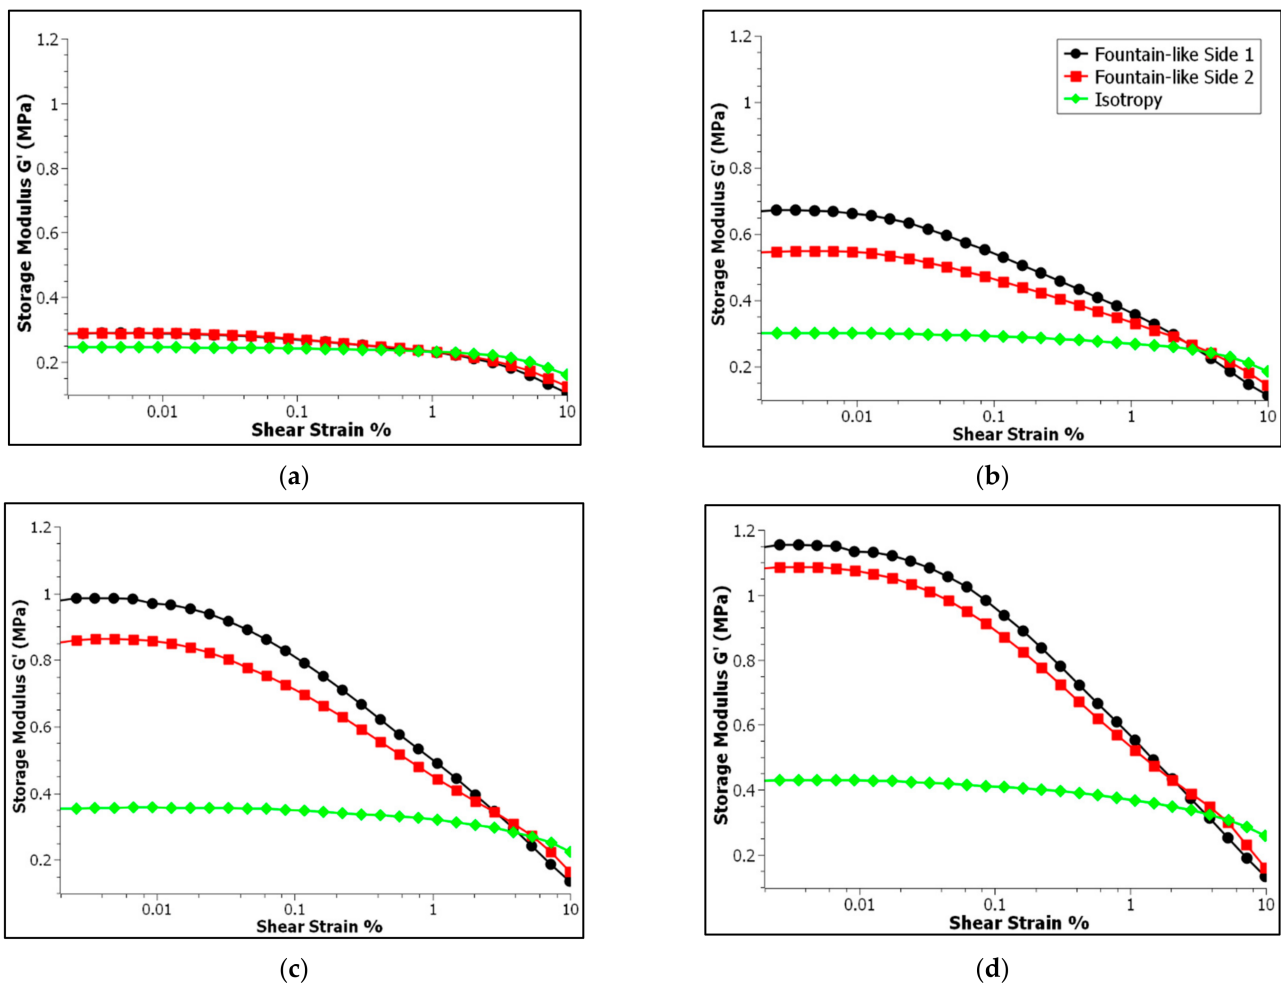 1.2
1
0.8
0.6
0.4
0.2
Storage Modulus G' (MPa)
0.01
0.1
1
10
Shear Strain %
(a)
1.2
1
0.8
0.6
0.4
0.2
Storage Modulus G' (MPa)
Fountain-like Side 1
Fountain-like Side 2
Isotropy
0.01
0.1
1
10
Shear Strain %
(b)
1.2
1
0.8
0.6
0.4
0.2
Storage Modulus G' (MPa)
0.01
0.1
1
10
Shear Strain %
(c)
1.2
1
0.8
0.6
0.4
0.2
Storage Modulus G' (MPa)
0.01
0.1
1
10
Shear Strain %
(d)